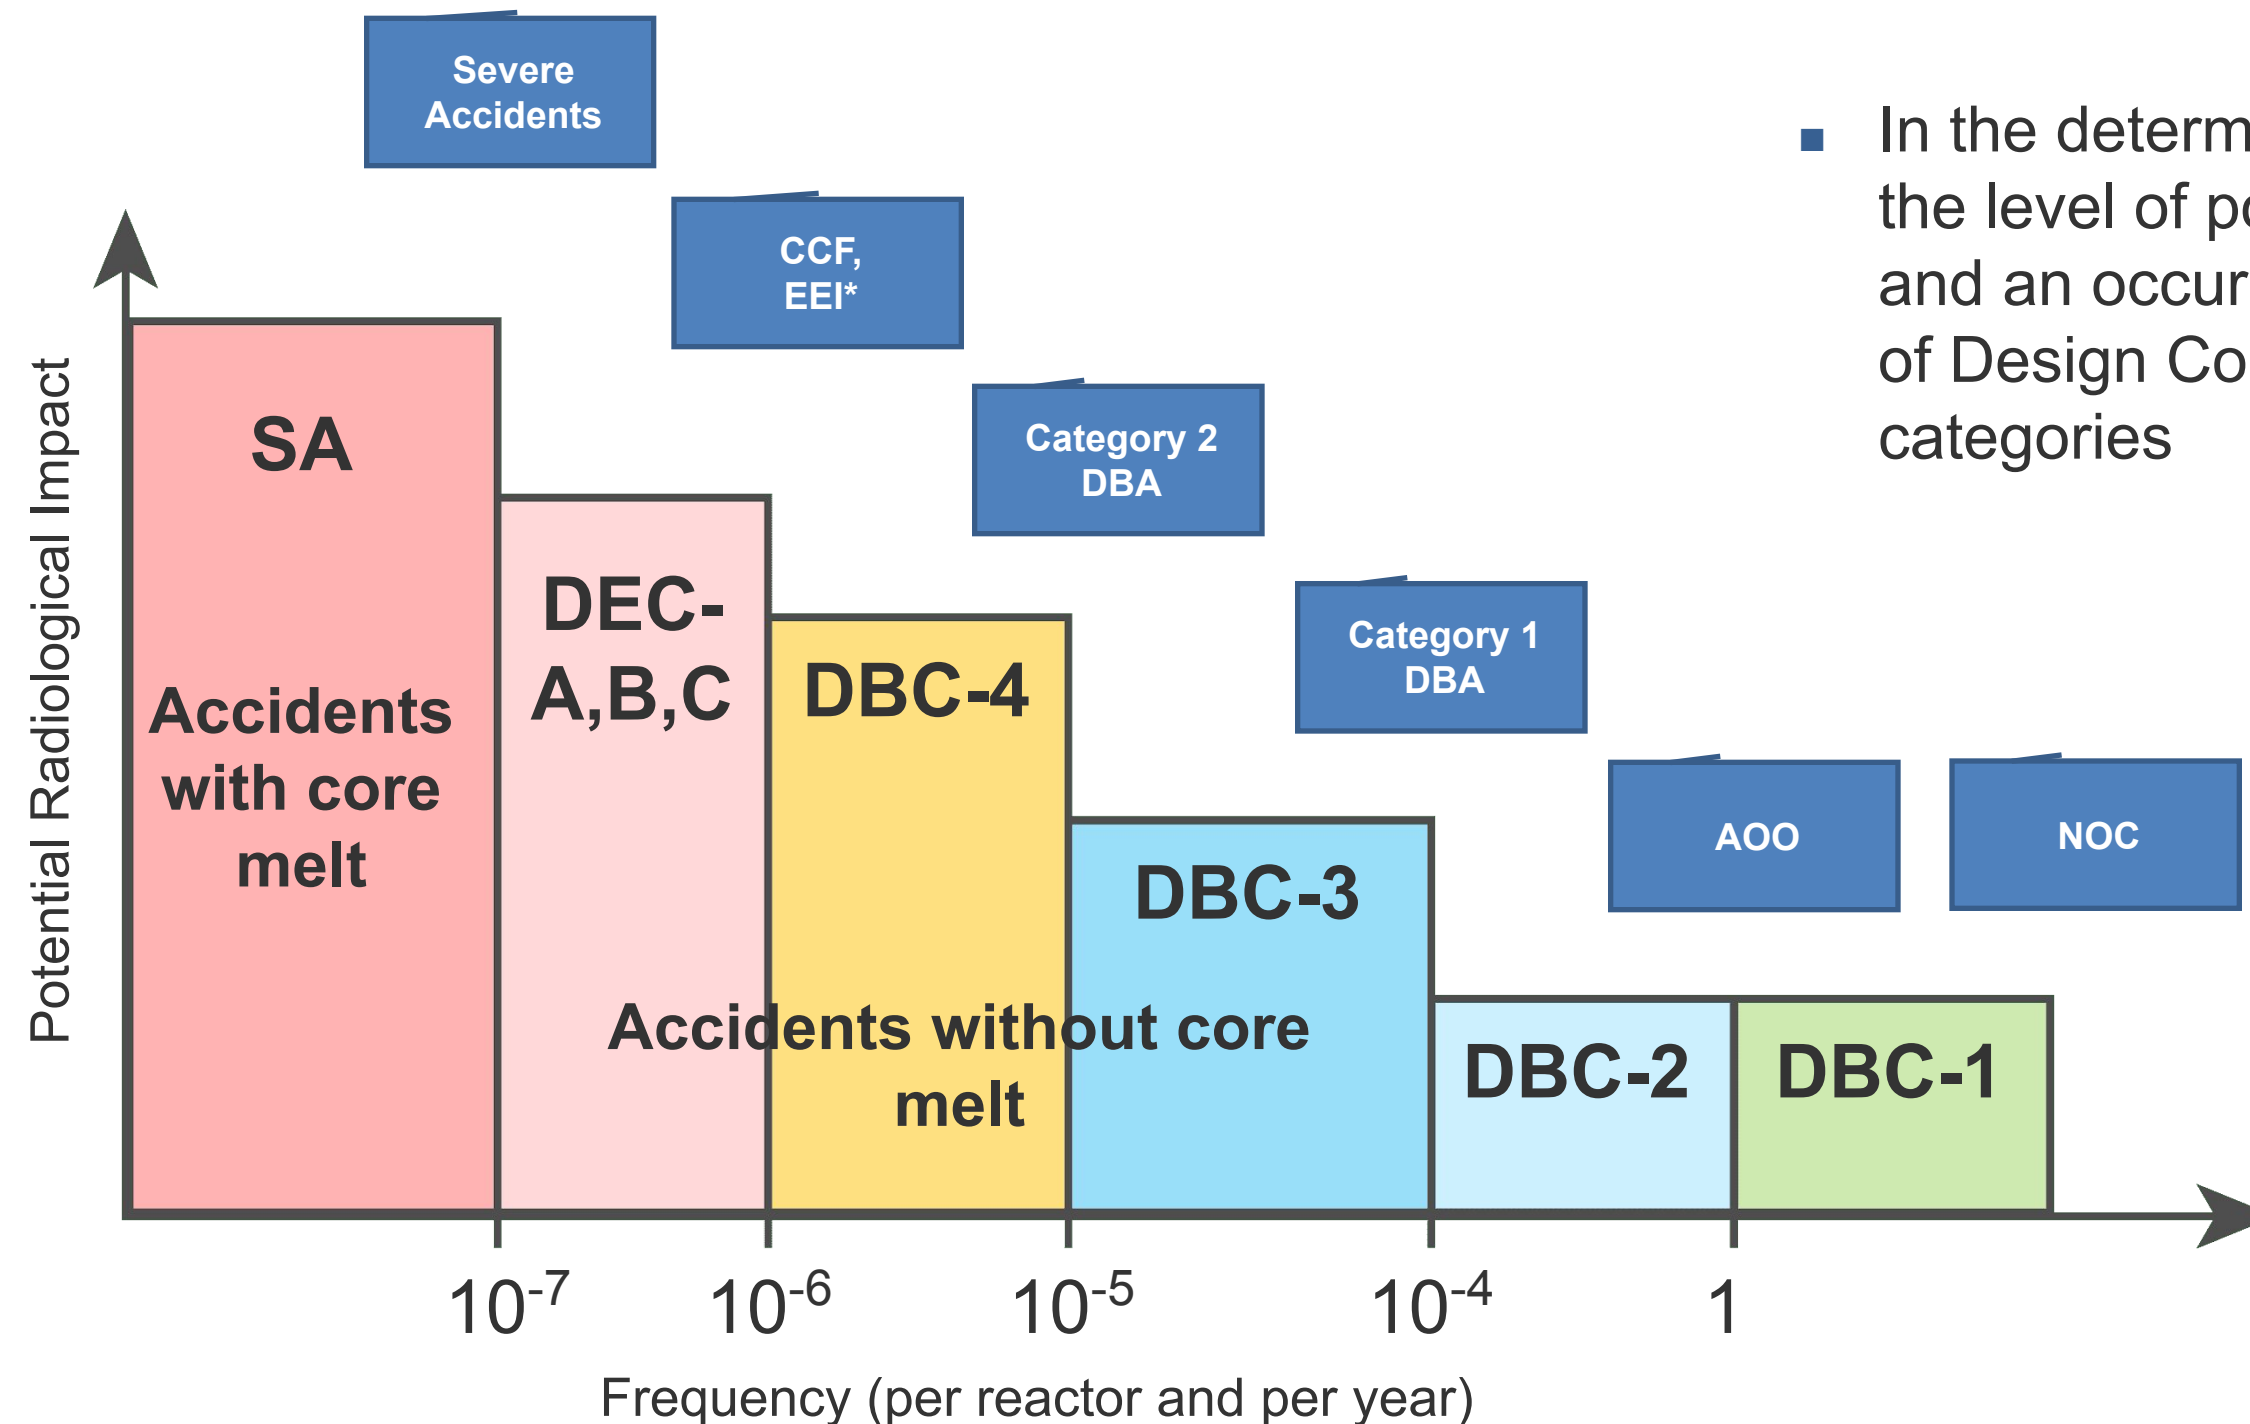 Severe
Accidents
CCF,
EEI*
Category 2
DBA
Category 1
DBA
AOO
NOC
■ In the determ
the level of po
and an occur
of Design Co
categories
Potential Radiological Impact
SA
Accidents
with core
melt
DEC-
A,B,C
DBC-4
DBC-3
Accidents without core
melt
DBC-2
DBC-1
10⁻⁷
10⁻⁶
10⁻⁵
10⁻⁴
1
Frequency (per reactor and per year)